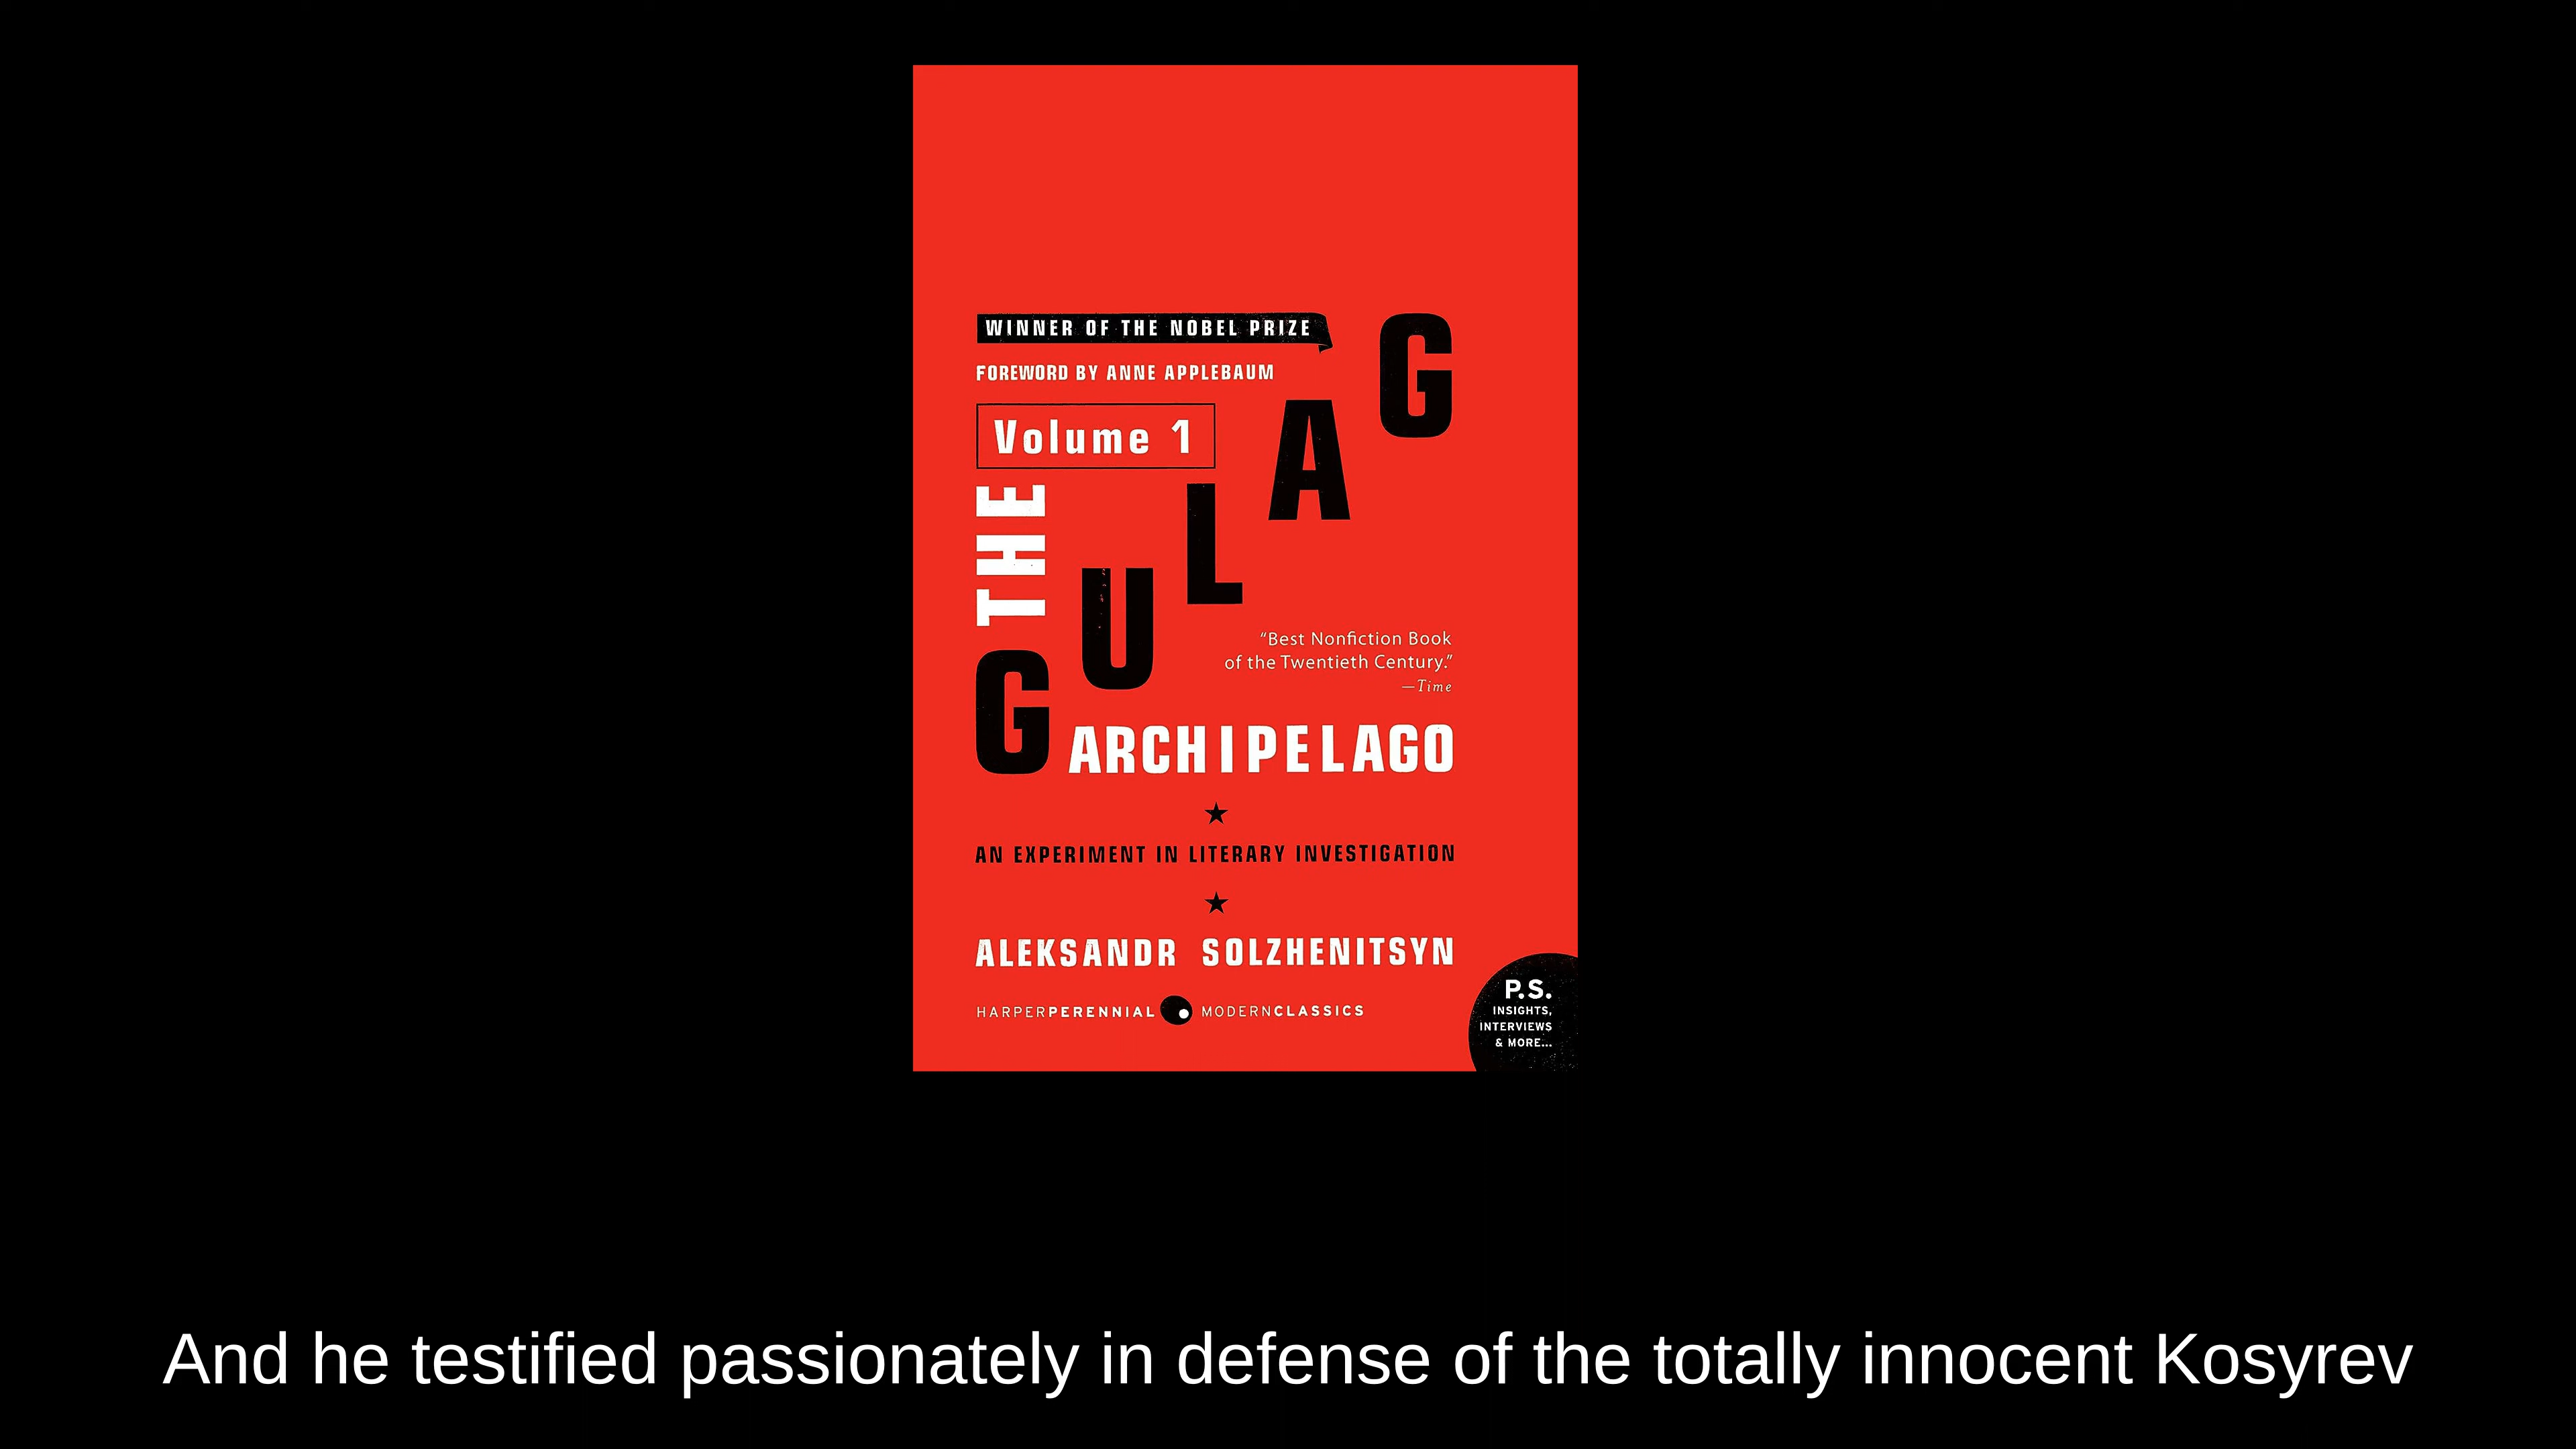 WINNER OF THE NOBEL PRIZE
FOREWORD BY ANNE APPLEBAUM
Volume 1
THE
GULAG
"Best Nonfiction Book
of the Twentieth Century."
—Time
ARCHIPELAGO
AN EXPERIMENT IN LITERARY INVESTIGATION
ALEKSANDR SOLZHENITSYN
HARPERPERENNIAL MODERNCLASSICS
P.S.
INSIGHTS,
INTERVIEWS
& MORE...
And he testified passionately in defense of the totally innocent Kosyrev